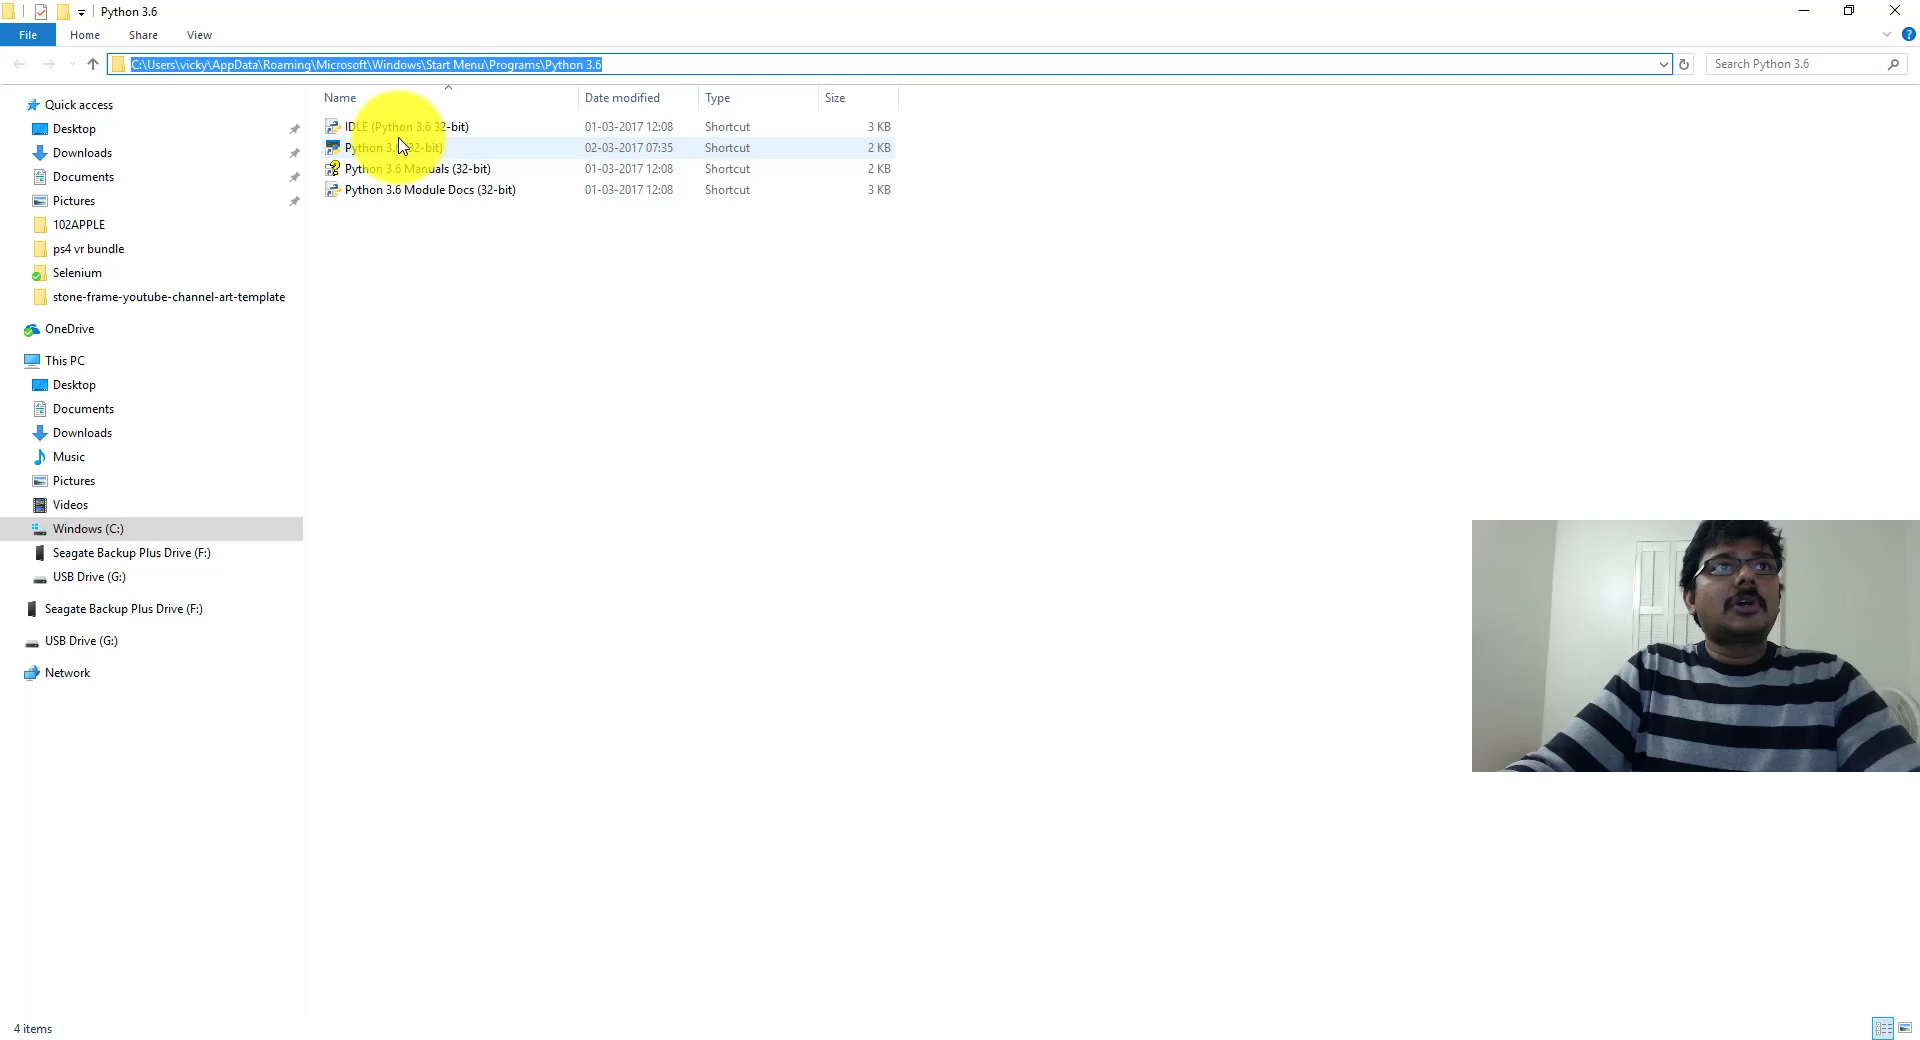 Python 3.6
File Home Share View
C:\Users\vicky\AppData\Roaming\Microsoft\Windows\Start Menu\Programs\Python 3.6
Search Python 3.6
Name Date modified Type Size
IDLE (Python 3.6 32-bit) 01-03-2017 12:08 Shortcut 3 KB
Python 3.6 (32-bit) 02-03-2017 07:35 Shortcut 2 KB
Python 3.6 Manuals (32-bit) 01-03-2017 12:08 Shortcut 2 KB
Python 3.6 Module Docs (32-bit) 01-03-2017 12:08 Shortcut 3 KB
Quick access
Desktop
Downloads
Documents
Pictures
102APPLE
ps4 vr bundle
Selenium
stone-frame-youtube-channel-art-template
OneDrive
This PC
Desktop
Documents
Downloads
Music
Pictures
Videos
Windows (C:)
Seagate Backup Plus Drive (F:)
USB Drive (G:)
Seagate Backup Plus Drive (F:)
USB Drive (G:)
Network
4 items